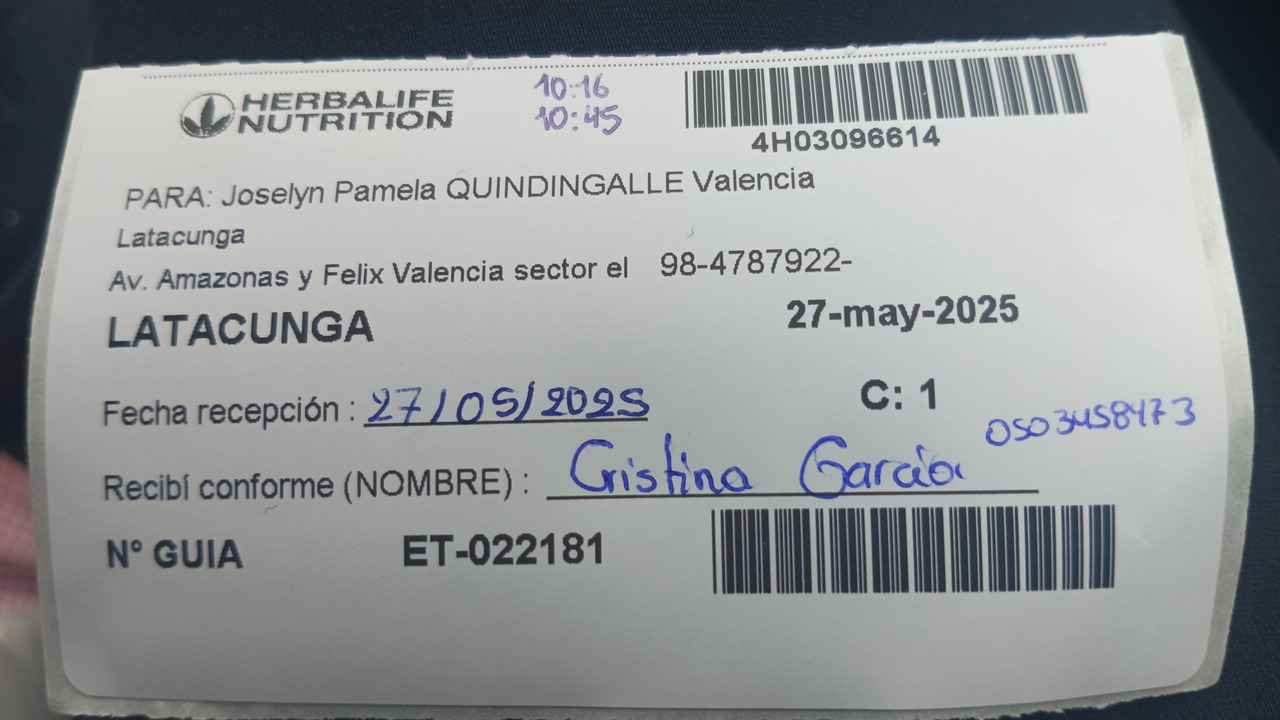 HERBALIFE
NUTRITION
10:16
10:45
4H03096614
PARA: Joselyn Pamela QUINDINGALLE Valencia
Latacunga
Av. Amazonas y Felix Valencia sector el 98-4787922-
LATACUNGA
27-may-2025
Fecha recepción : 27/05/2025
C: 1
0503458473
Recibí conforme (NOMBRE) : Cristina García
N° GUIA ET-022181